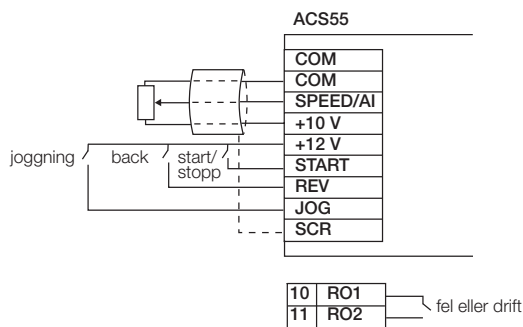 ACS55
COM
COM
SPEED/AI
+10 V
+12 V
joggning back start/
stopp
START
REV
JOG
SCR
10 RO1
11 RO2
fel eller drift